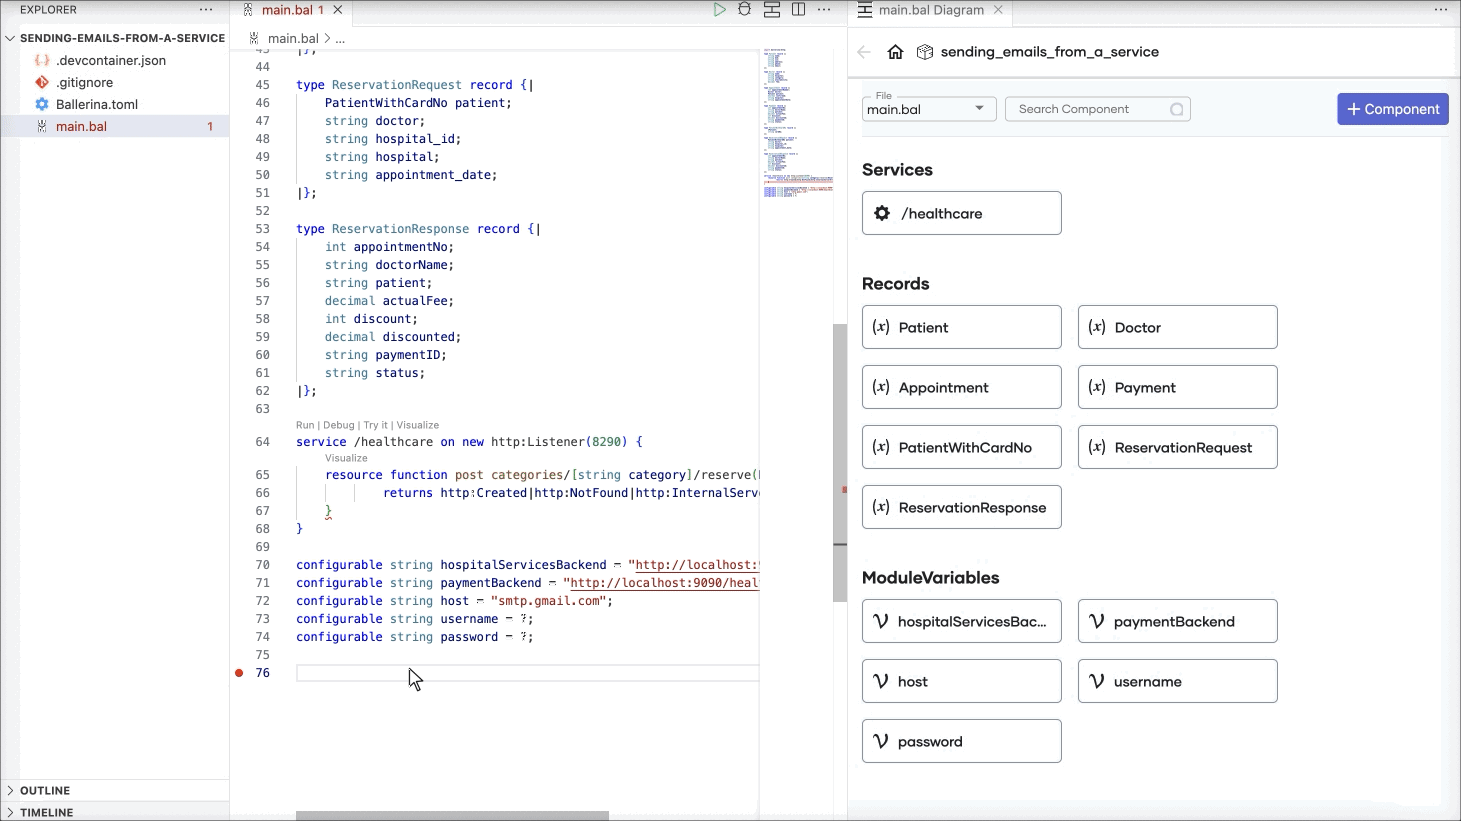 EXPLORER
SENDING-EMAILS-FROM-A-SERVICE
.devcontainer.json
.gitignore
Ballerina.toml
main.bal 1
main.bal 1
main.bal > ...
|};
44
45 type ReservationRequest record {|
46 PatientWithCardNo patient;
47 string doctor;
48 string hospital_id;
49 string hospital;
50 string appointment_date;
51 |};
52
53 type ReservationResponse record {|
54 int appointmentNo;
55 string doctorName;
56 string patient;
57 decimal actualFee;
58 int discount;
59 decimal discounted;
60 string paymentID;
61 string status;
62 |};
63
Run | Debug | Try it | Visualize
64 service /healthcare on new http:Listener(8290) {
Visualize
65 resource function post categories/[string category]/reserve(
66 returns http:Created|http:NotFound|http:InternalServ
67 }
68 }
69
70 configurable string hospitalServicesBackend = "http://localhost:
71 configurable string paymentBackend = "http://localhost:9090/heal
72 configurable string host = "smtp.gmail.com";
73 configurable string username = ?;
74 configurable string password = ?;
75
76
OUTLINE
TIMELINE
main.bal Diagram
sending_emails_from_a_service
File
main.bal
Search Component
+ Component
Services
/healthcare
Records
(x) Patient
(x) Doctor
(x) Appointment
(x) Payment
(x) PatientWithCardNo
(x) ReservationRequest
(x) ReservationResponse
ModuleVariables
V hospitalServicesBac...
V paymentBackend
V host
V username
V password